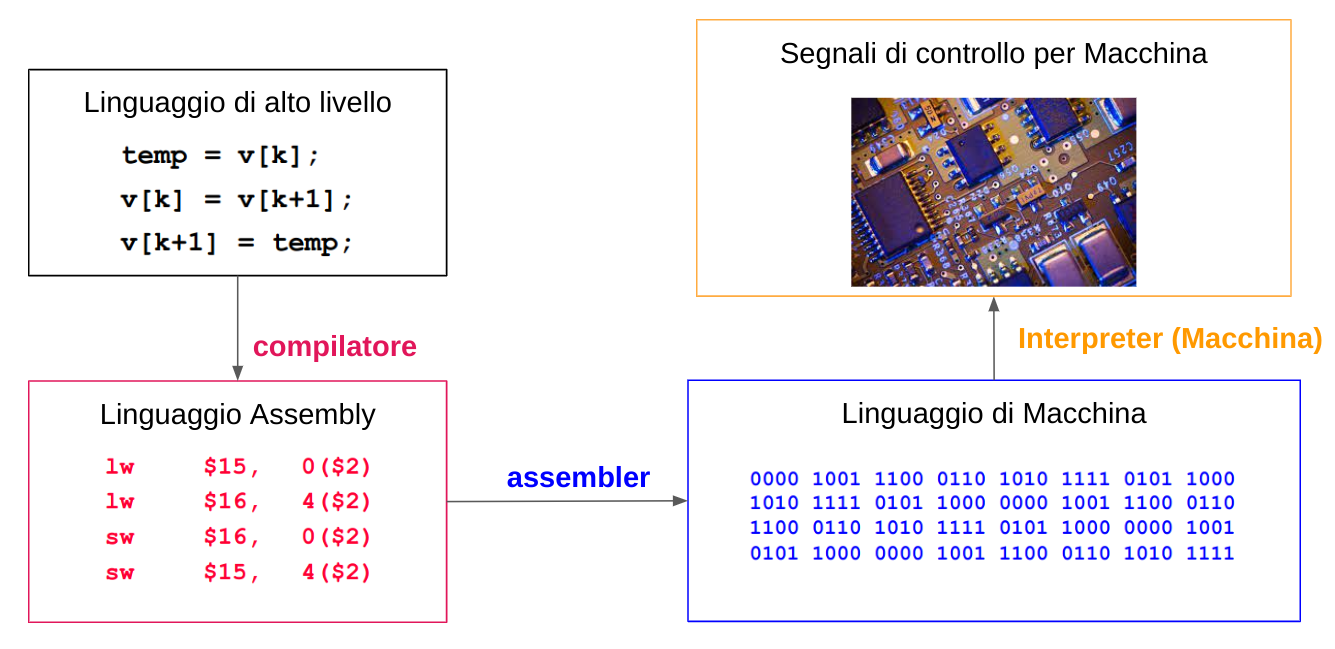 Linguaggio di alto livello
temp = v[k];
v[k] = v[k+1];
v[k+1] = temp;
compilatore
Linguaggio Assembly
lw $15, 0($2)
lw $16, 4($2)
sw $16, 0($2)
sw $15, 4($2)
assembler
Linguaggio di Macchina
0000 1001 1100 0110 1010 1111 0101 1000
1010 1111 0101 1000 0000 1001 1100 0110
1100 0110 1010 1111 0101 1000 0000 1001
0101 1000 0000 1001 1100 0110 1010 1111
Interpreter (Macchina)
Segnali di controllo per Macchina